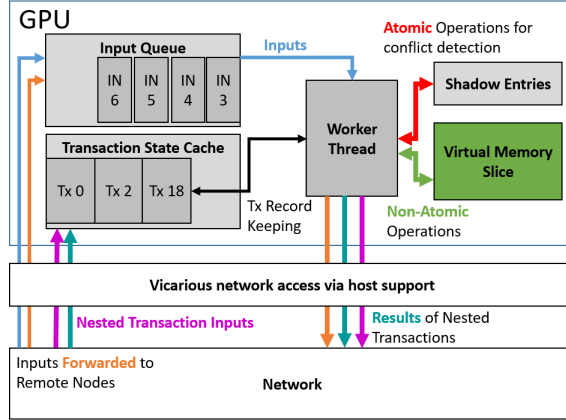 GPU
Input Queue
IN
6
IN
5
IN
4
IN
3
Inputs
Atomic Operations for
conflict detection
Shadow Entries
Worker
Thread
Virtual Memory
Slice
Transaction State Cache
Tx 0
Tx 2
Tx 18
Tx Record
Keeping
Non-Atomic
Operations
Vicarious network access via host support
Nested Transaction Inputs
Results of Nested
Transactions
Inputs Forwarded to
Remote Nodes
Network